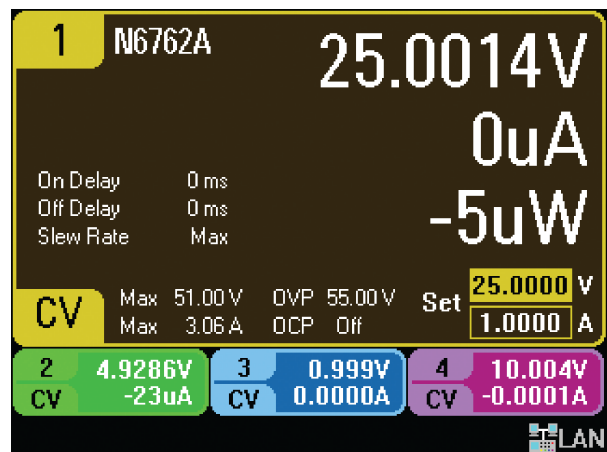 1 N6762A 25.0014V
0uA
On Delay 0 ms
Off Delay 0 ms
-5uW
Slew Rate Max
CV Max 51.00 V OVP 55.00 V Set 25.0000 V
Max 3.06 A OCP Off 1.0000 A
2 4.9286V 3 0.999V 4 10.004V
CV -23uA CV 0.0000A CV -0.0001A
LAN